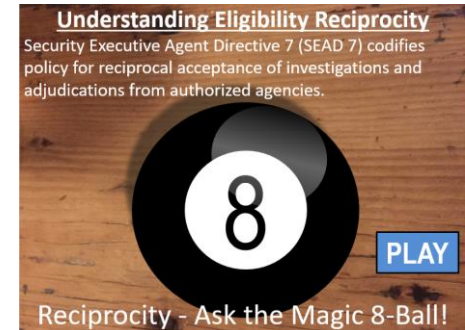 Understanding Eligibility Reciprocity
Security Executive Agent Directive 7 (SEAD 7) codifies
policy for reciprocal acceptance of investigations and
adjudications from authorized agencies.
8
PLAY
Reciprocity - Ask the Magic 8-Ball!